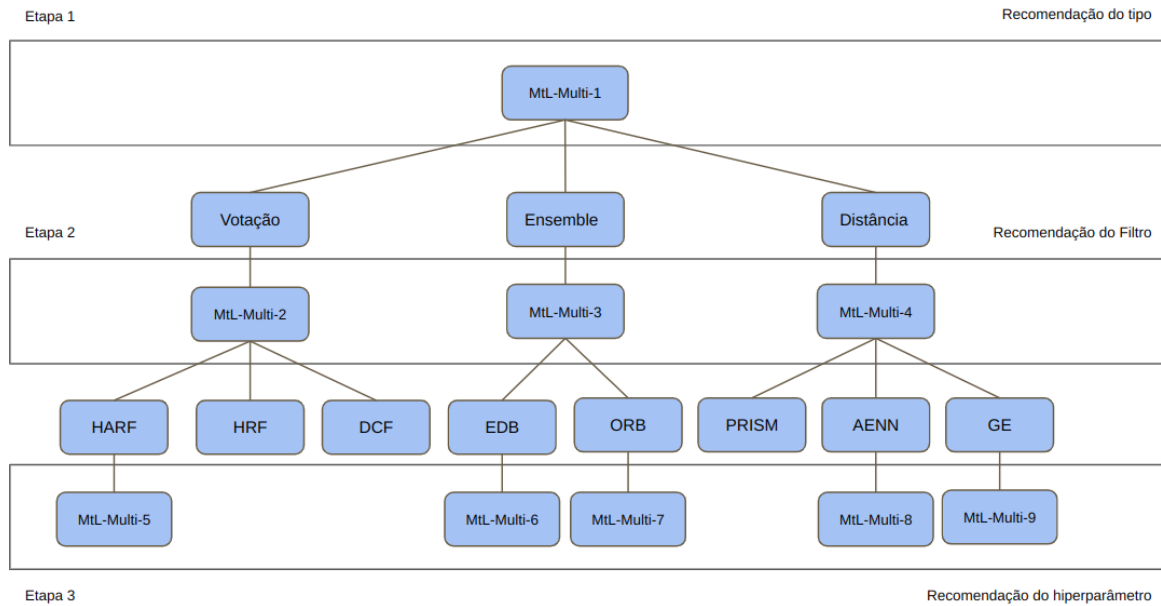 Etapa 1
Recomendação do tipo
MtL-Multi-1
Votação
Ensemble
Distância
Etapa 2
Recomendação do Filtro
MtL-Multi-2
MtL-Multi-3
MtL-Multi-4
HARF
HRF
DCF
EDB
ORB
PRISM
AENN
GE
MtL-Multi-5
MtL-Multi-6
MtL-Multi-7
MtL-Multi-8
MtL-Multi-9
Etapa 3
Recomendação do hiperparâmetro